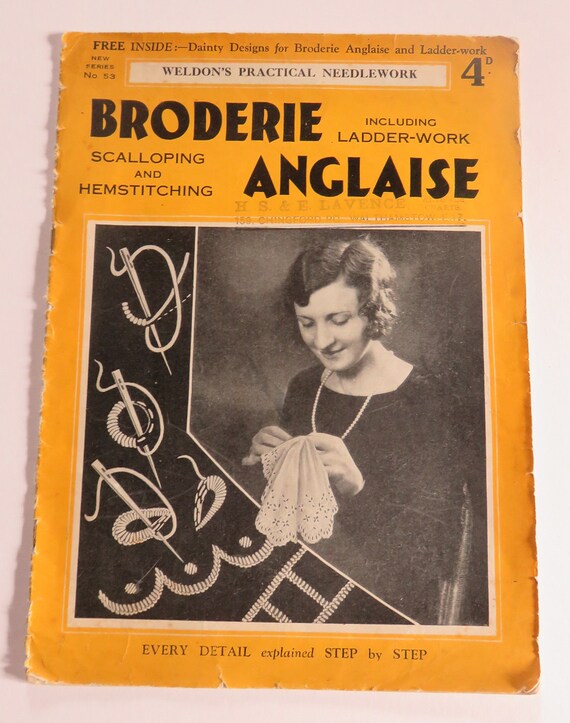 FREE INSIDE:—Dainty Designs for Broderie Anglaise and Ladder-work
NEW
SERIES
No 53
WELDON'S PRACTICAL NEEDLEWORK
4D
BRODERIE
INCLUDING
LADDER-WORK
SCALLOPING
AND
HEMSTITCHING
ANGLAISE
H. S. & E. LAVENCE
EVERY DETAIL explained STEP by STEP